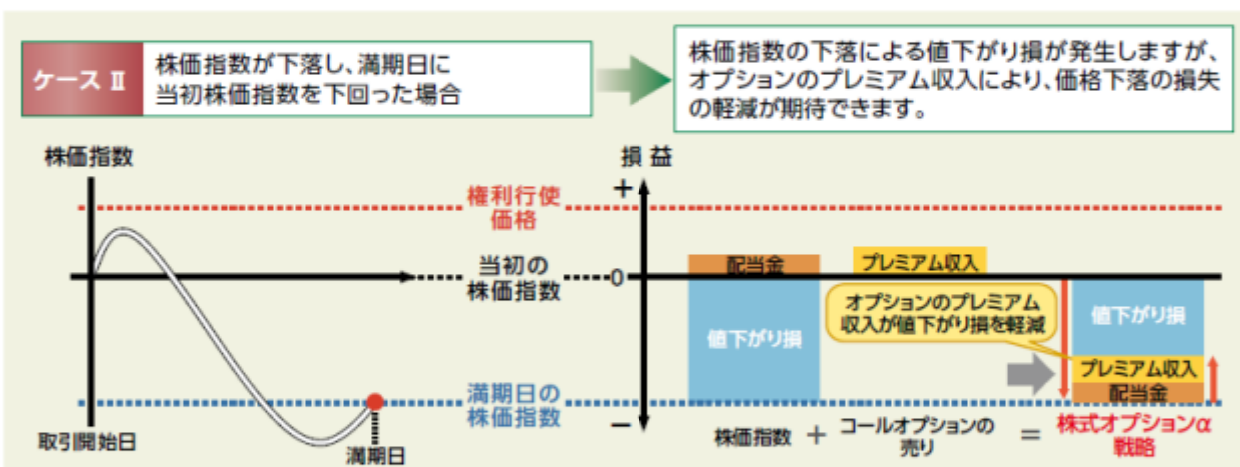 ケース Ⅱ
株価指数が下落し、満期日に
当初株価指数を下回った場合
株価指数の下落による値下がり損が発生しますが、
オプションのプレミアム収入により、価格下落の損失
の軽減が期待できます。
株価指数
損益
+
権利行使
価格
当初の
株価指数
0
配当金
プレミアム収入
オプションのプレミアム
収入が値下がり損を軽減
値下がり損
値下がり損
プレミアム収入
配当金
満期日の
株価指数
−
取引開始日
満期日
株価指数 + コールオプションの
売り
= 株式オプションα
戦略